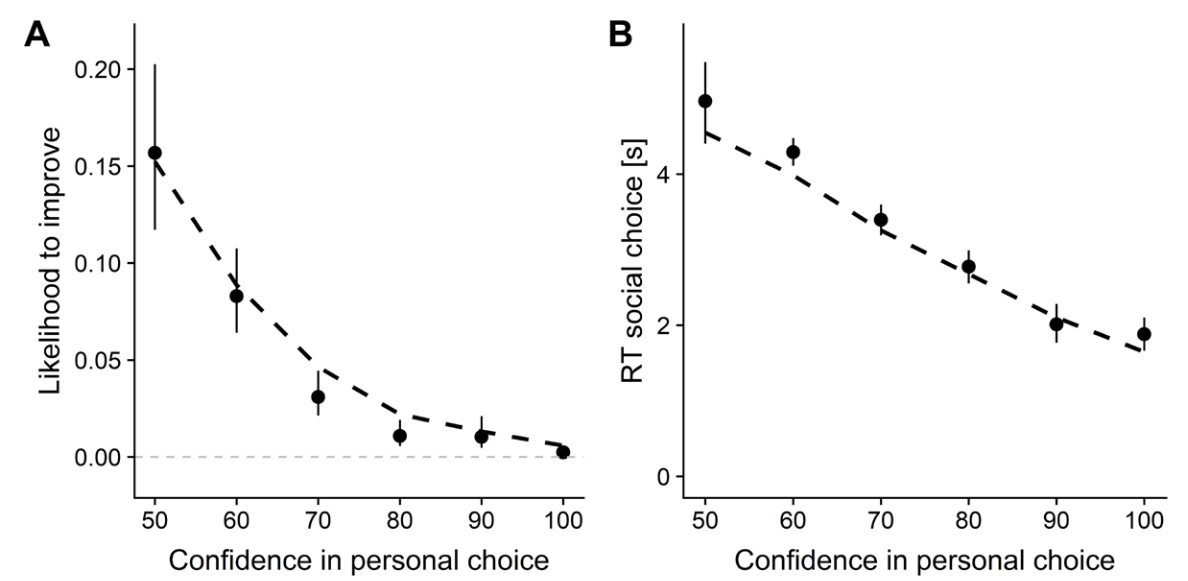 A
Likelihood to improve
0.20
0.15
0.10
0.05
0.00
50 60 70 80 90 100
Confidence in personal choice
B
RT social choice [s]
4
2
0
50 60 70 80 90 100
Confidence in personal choice